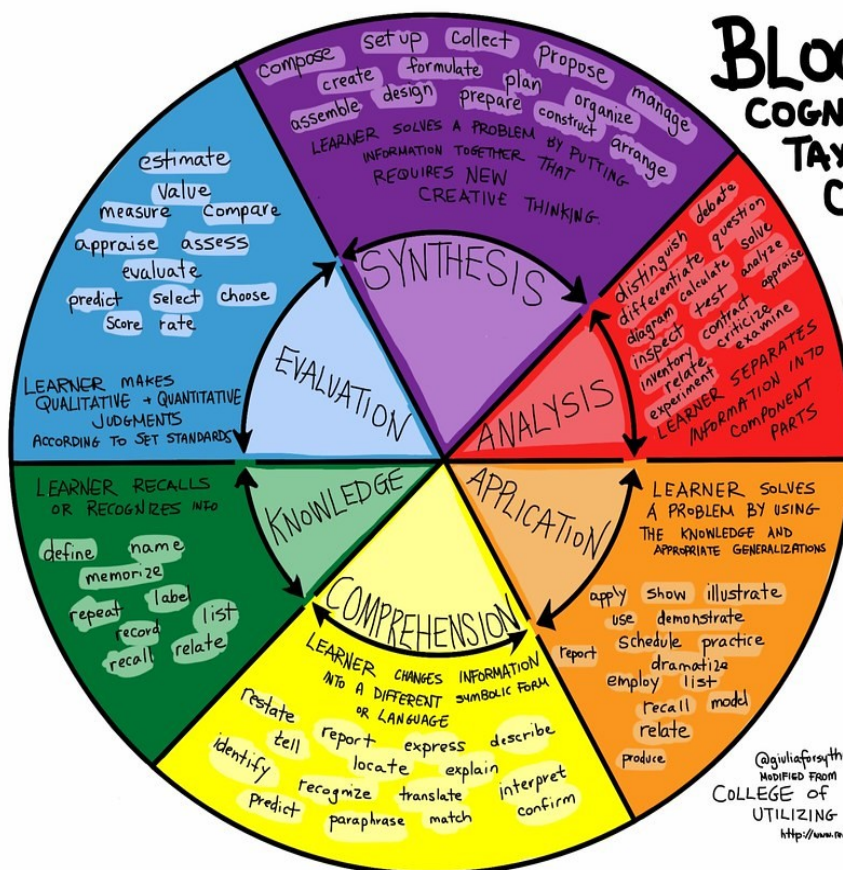 BLOO
COGN
TAX
C
compose set up collect propose manage
create formulate plan organize
assemble design prepare construct arrange
LEARNER SOLVES A PROBLEM BY PUTTING
INFORMATION TOGETHER THAT
REQUIRES NEW
CREATIVE THINKING.
SYNTHESIS
distinguish debate
differentiate question
diagram calculate solve
inspect test analyze
inventory contract appraise
relate criticize
experiment examine
LEARNER SEPARATES
INFORMATION INTO
COMPONENT
PARTS
ANALYSIS
LEARNER SOLVES
A PROBLEM BY USING
THE KNOWLEDGE AND
APPROPRIATE GENERALIZATIONS
APPLICATION
apply show illustrate
use demonstrate
report schedule practice
dramatize
employ list
recall model
relate
produce
COMPREHENSION
LEARNER CHANGES INFORMATION
INTO A DIFFERENT SYMBOLIC FORM
OR LANGUAGE
restate
tell report express describe
identify locate explain
recognize translate interpret
predict paraphrase match confirm
KNOWLEDGE
LEARNER RECALLS
OR RECOGNIZES INFO
define name
memorize
repeat label
record list
recall relate
EVALUATION
estimate
value
measure compare
appraise assess
evaluate
predict select choose
score rate
LEARNER MAKES
QUALITATIVE + QUANTITATIVE
JUDGMENTS
ACCORDING TO SET STANDARDS
@giuliaforsyth
MODIFIED FROM
COLLEGE OF
UTILIZING